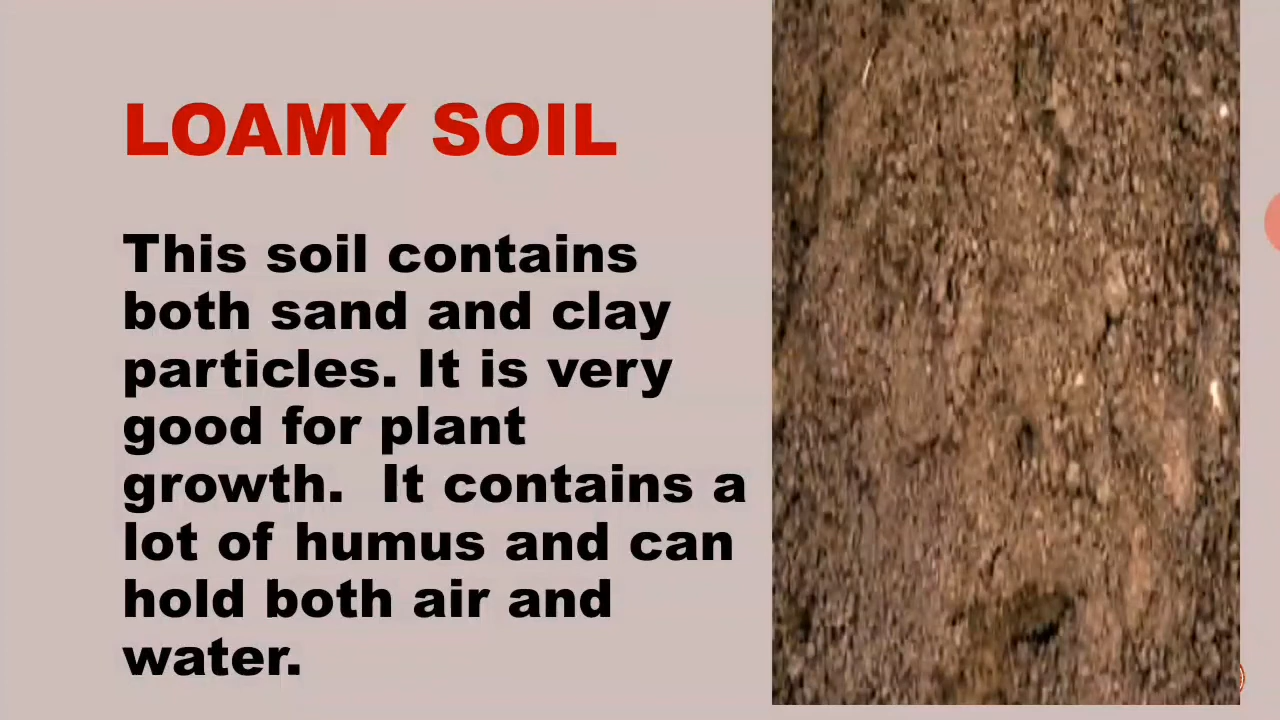 LOAMY SOIL
This soil contains
both sand and clay
particles. It is very
good for plant
growth.  It contains a
lot of humus and can
hold both air and
water.